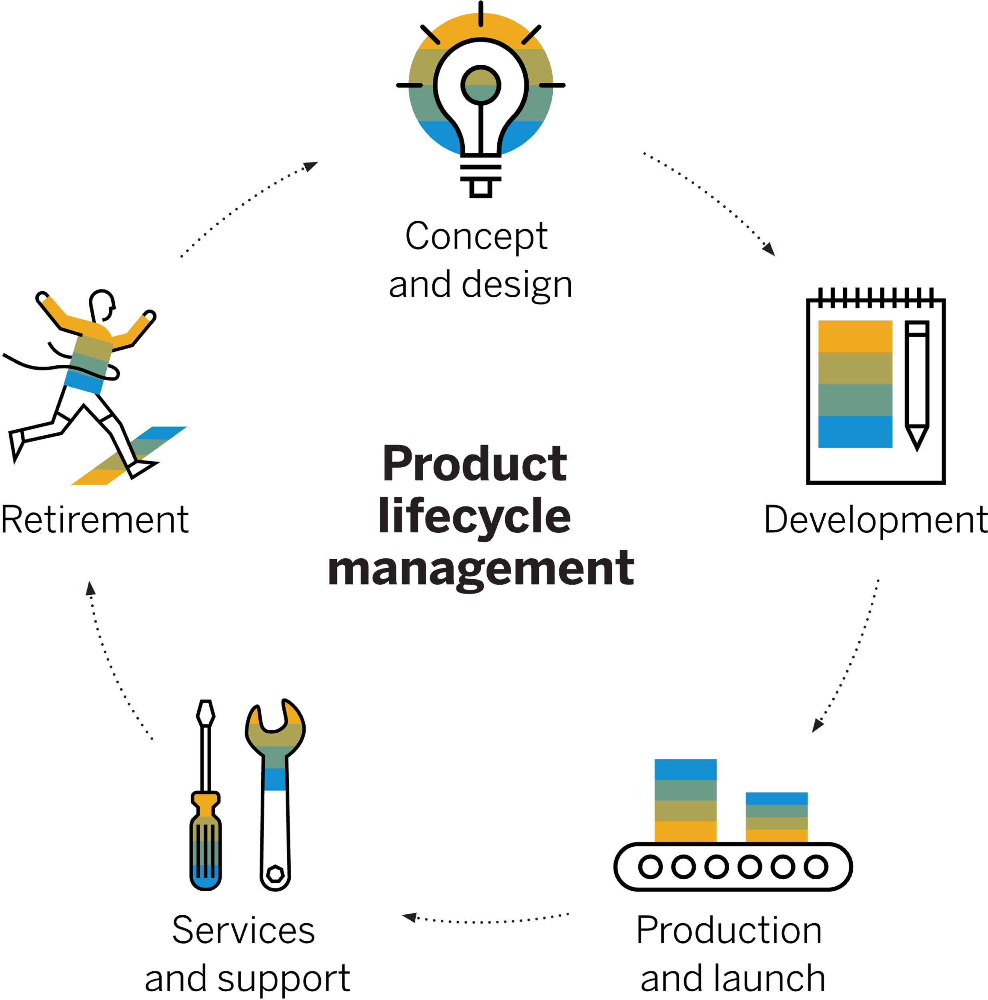 Concept
and design
Retirement
Development
Product
lifecycle
management
Services
and support
Production
and launch